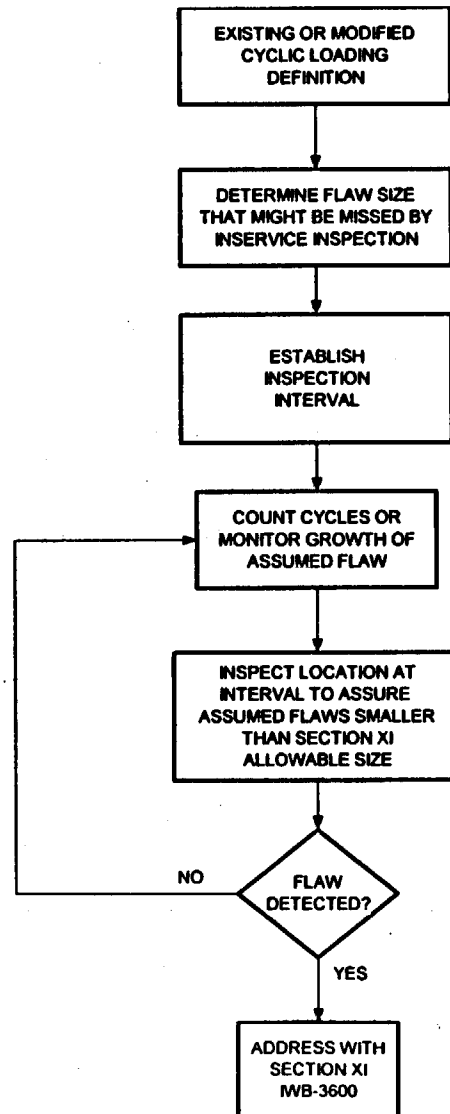 EXISTING OR MODIFIED
CYCLIC LOADING
DEFINITION
DETERMINE FLAW SIZE
THAT MIGHT BE MISSED BY
INSERVICE INSPECTION
ESTABLISH
INSPECTION
INTERVAL
COUNT CYCLES OR
MONITOR GROWTH OF
ASSUMED FLAW
INSPECT LOCATION AT
INTERVAL TO ASSURE
ASSUMED FLAWS SMALLER
THAN SECTION XI
ALLOWABLE SIZE
NO
FLAW
DETECTED?
YES
ADDRESS WITH
SECTION XI
IWB-3600